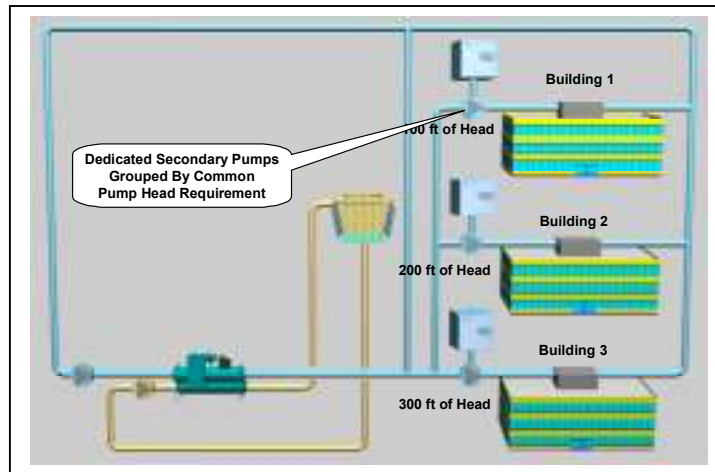 Building 1
100 ft of Head
Dedicated Secondary Pumps
Grouped By Common
Pump Head Requirement
Building 2
200 ft of Head
Building 3
300 ft of Head